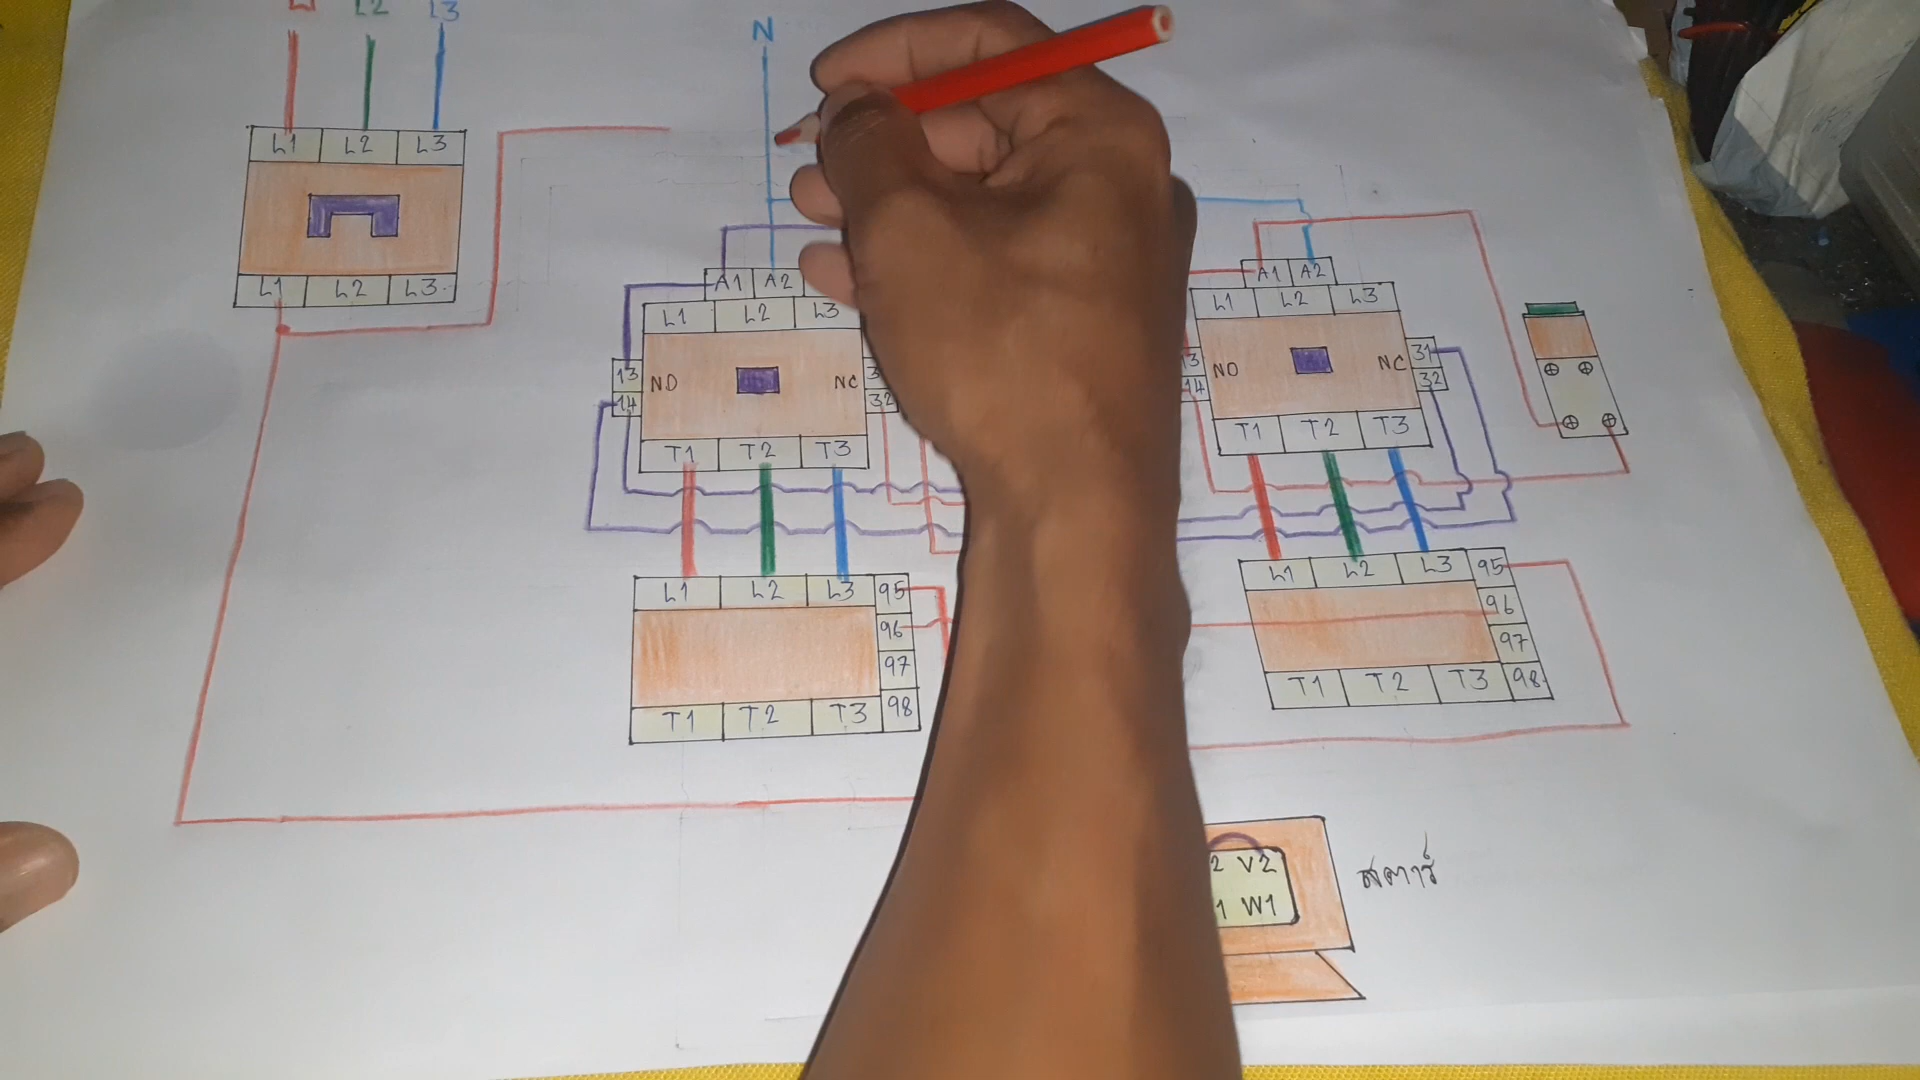 L2 L3
N
L1 L2 L3
L1 L2 L3
A1 A2
L1 L2 L3
13 NO NC
14 32
T1 T2 T3
A1 A2
L1 L2 L3
13 NO NC 31
14 32
T1 T2 T3
L1 L2 L3 95
96
97
T1 T2 T3 98
L1 L2 L3 95
96
97
T1 T2 T3 98
V2
W1
สตาร์